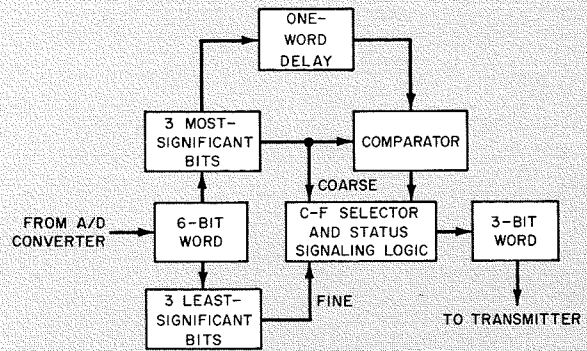 ONE-
WORD
DELAY
3 MOST-
SIGNIFICANT
BITS
COMPARATOR
COARSE
FROM A/D
CONVERTER
6-BIT
WORD
C-F SELECTOR
AND STATUS
SIGNALING LOGIC
3-BIT
WORD
3 LEAST-
SIGNIFICANT
BITS
FINE
TO TRANSMITTER